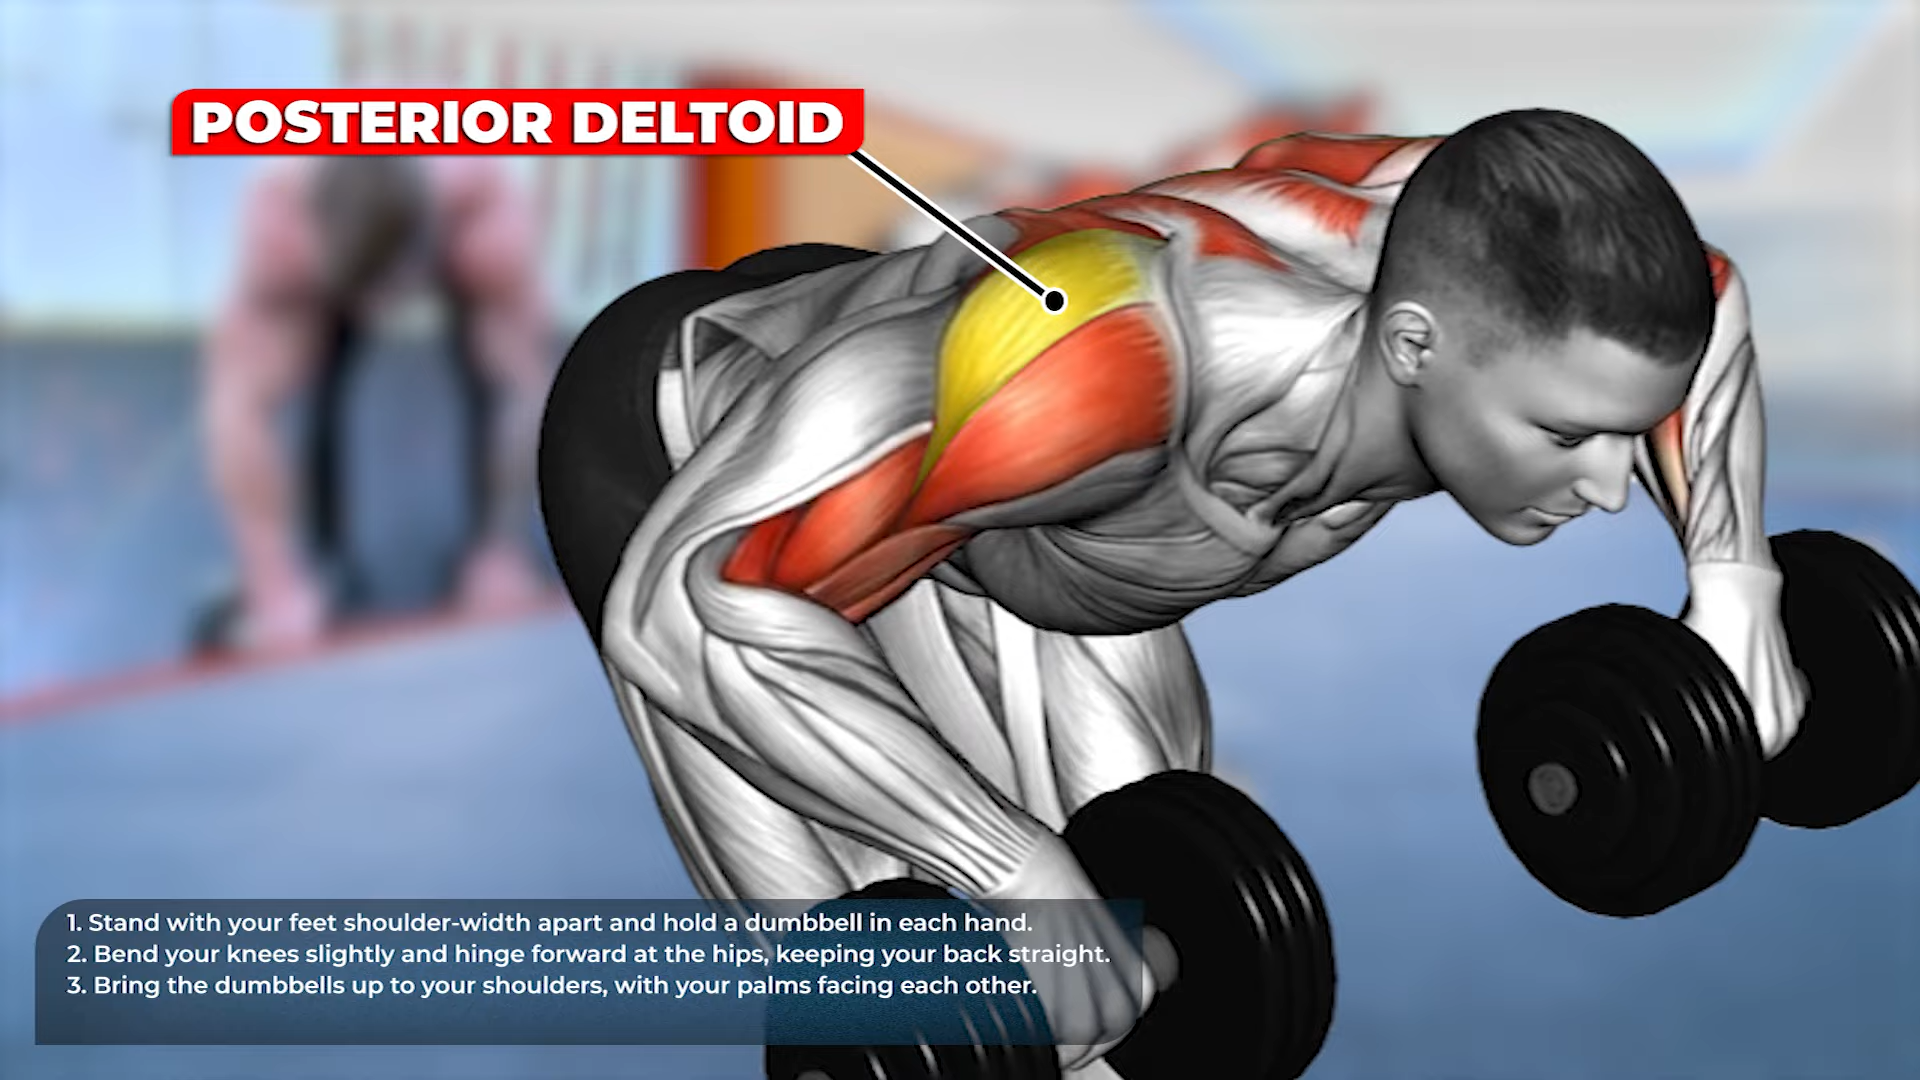 POSTERIOR DELTOID
1. Stand with your feet shoulder-width apart and hold a dumbbell in each hand.
2. Bend your knees slightly and hinge forward at the hips, keeping your back straight.
3. Bring the dumbbells up to your shoulders, with your palms facing each other.